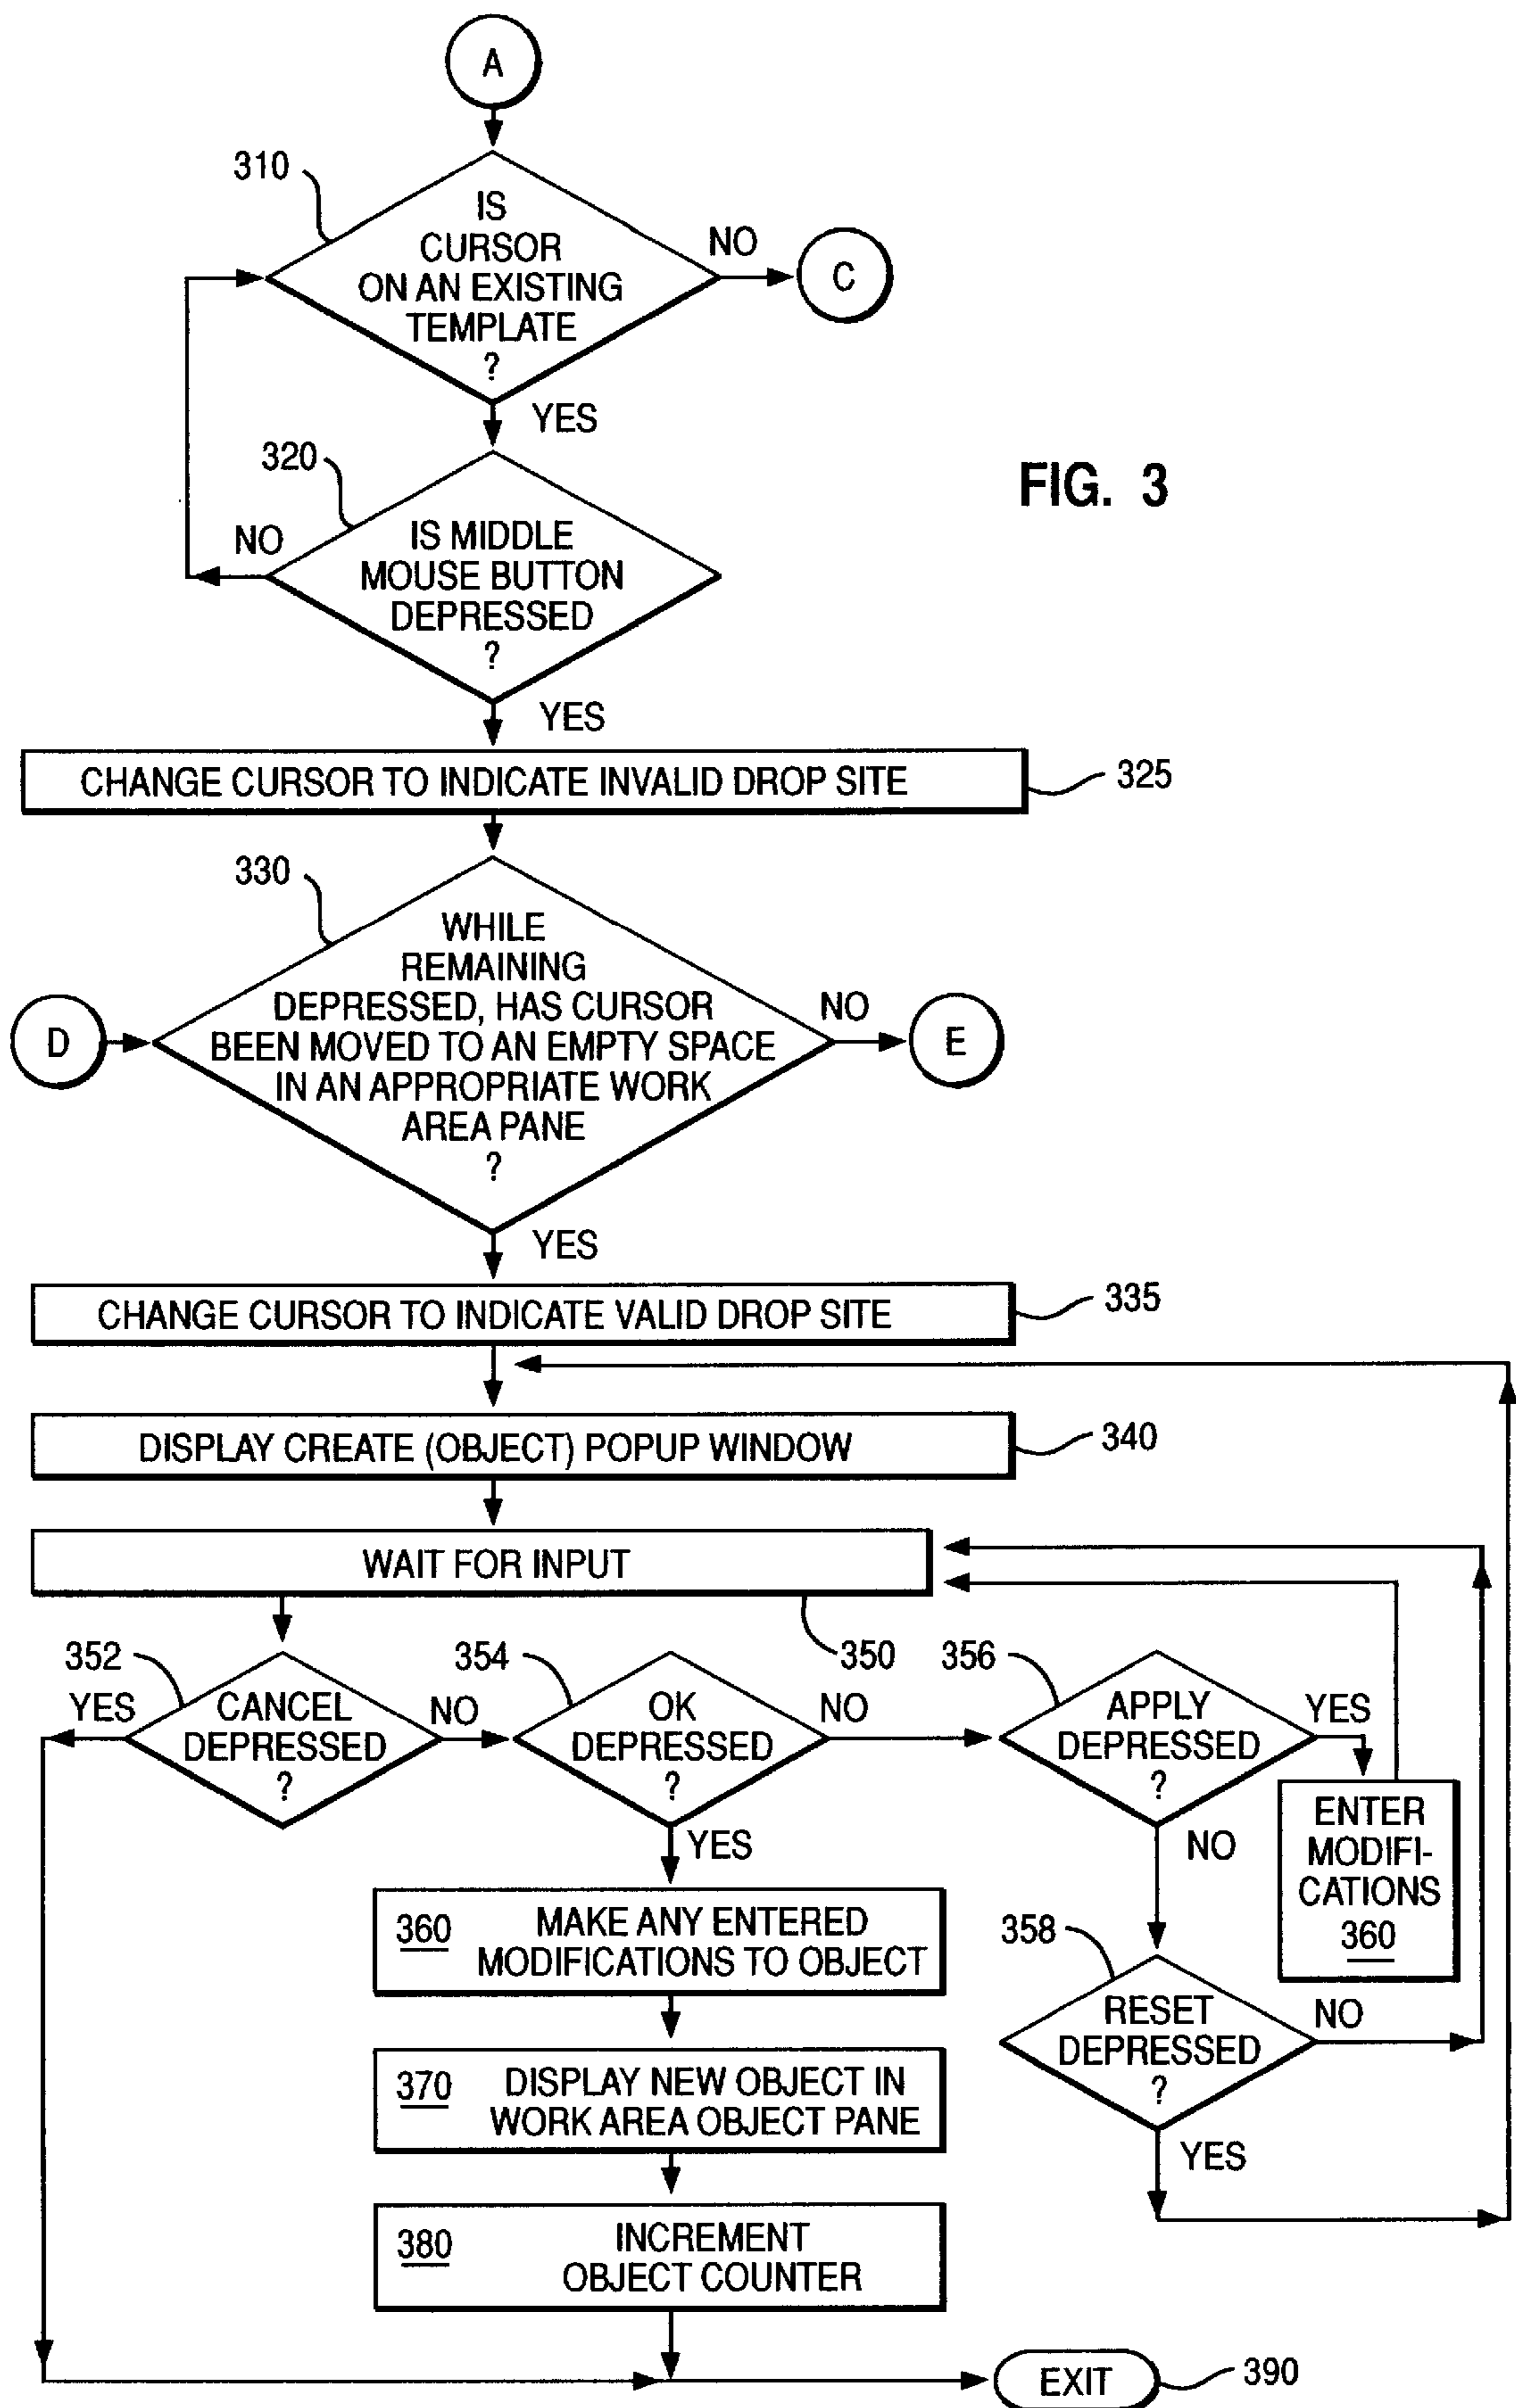 A
310
IS
CURSOR
ON AN EXISTING
TEMPLATE
?
NO
C
YES
320
IS MIDDLE
MOUSE BUTTON
DEPRESSED
?
NO
FIG. 3
YES
CHANGE CURSOR TO INDICATE INVALID DROP SITE
325
330
WHILE
REMAINING
DEPRESSED, HAS CURSOR
BEEN MOVED TO AN EMPTY SPACE
IN AN APPROPRIATE WORK
AREA PANE
?
D
NO
E
YES
CHANGE CURSOR TO INDICATE VALID DROP SITE
335
DISPLAY CREATE (OBJECT) POPUP WINDOW
340
WAIT FOR INPUT
350
352
YES
CANCEL
DEPRESSED
?
NO
354
OK
DEPRESSED
?
NO
356
APPLY
DEPRESSED
?
YES
ENTER
MODIFI-
CATIONS
360
YES
NO
360 MAKE ANY ENTERED
MODIFICATIONS TO OBJECT
358
RESET
DEPRESSED
?
NO
370 DISPLAY NEW OBJECT IN
WORK AREA OBJECT PANE
YES
380 INCREMENT
OBJECT COUNTER
EXIT
390